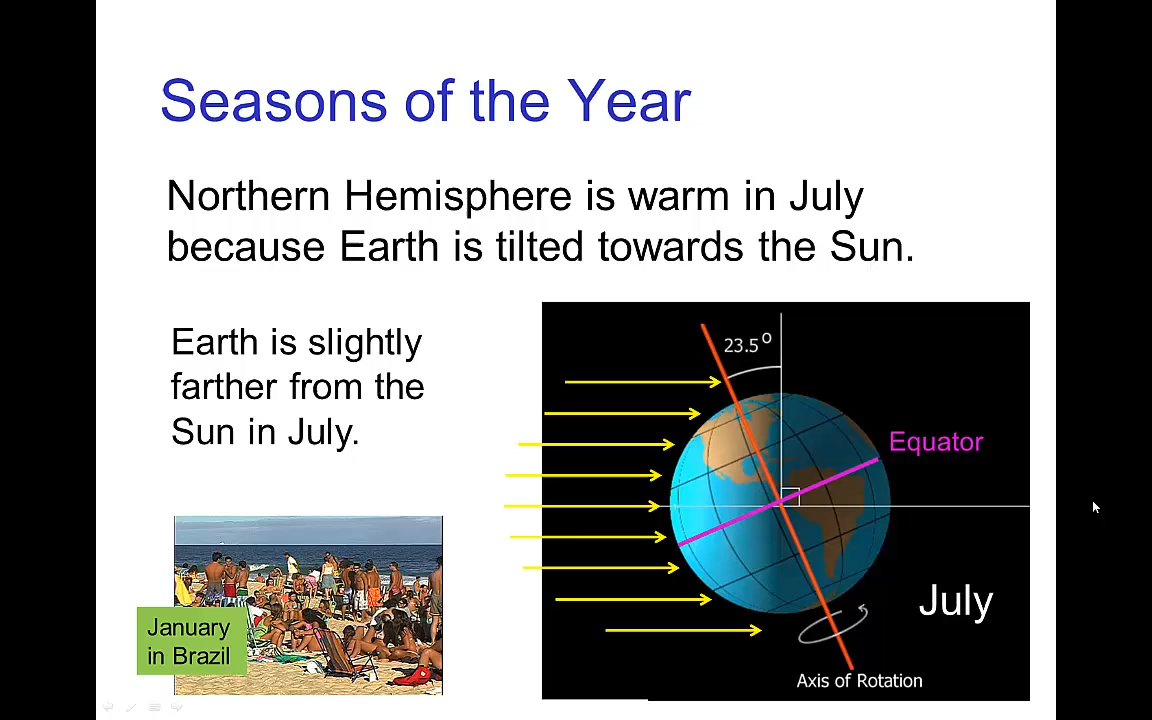 Seasons of the Year
Northern Hemisphere is warm in July
because Earth is tilted towards the Sun.
Earth is slightly
farther from the
Sun in July.
23.5°
Equator
July
Axis of Rotation
January
in Brazil